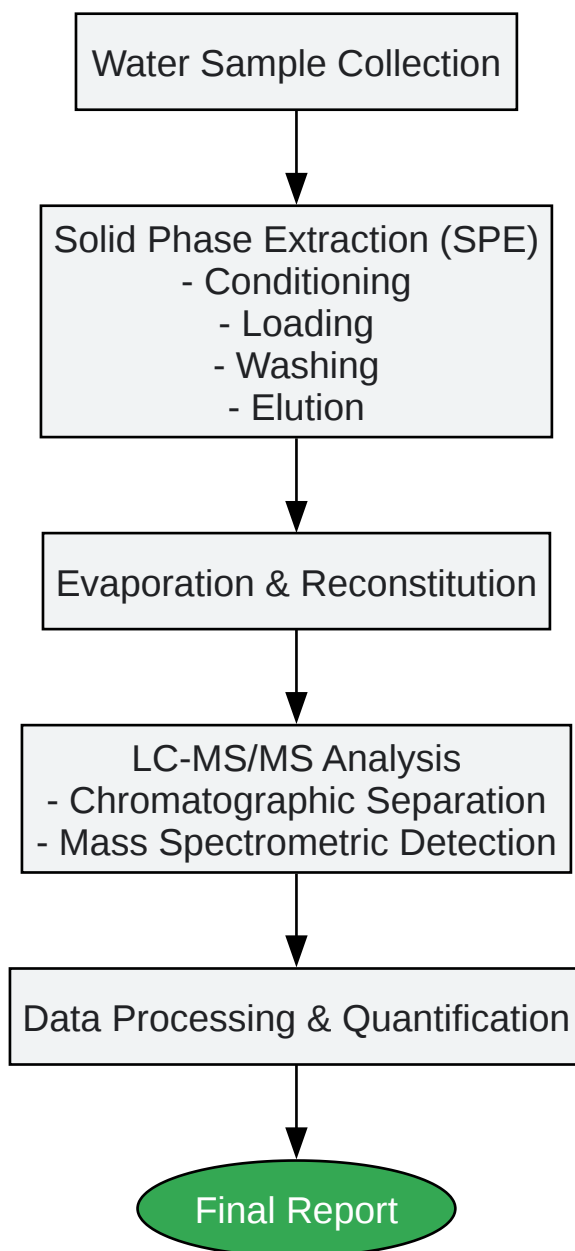 Water Sample Collection
Solid Phase Extraction (SPE)
- Conditioning
- Loading
- Washing
- Elution
Evaporation & Reconstitution
LC-MS/MS Analysis
- Chromatographic Separation
- Mass Spectrometric Detection
Data Processing & Quantification
Final Report